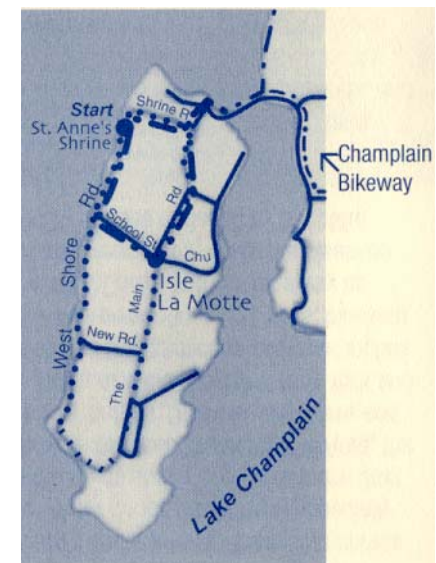 Shrine R
Start
St. Anne's
Shrine
Champlain
Bikeway
Rd.
Rd
School St.
Chu
Shore
Isle
La Motte
Main
New Rd.
West
The
Lake Champlain